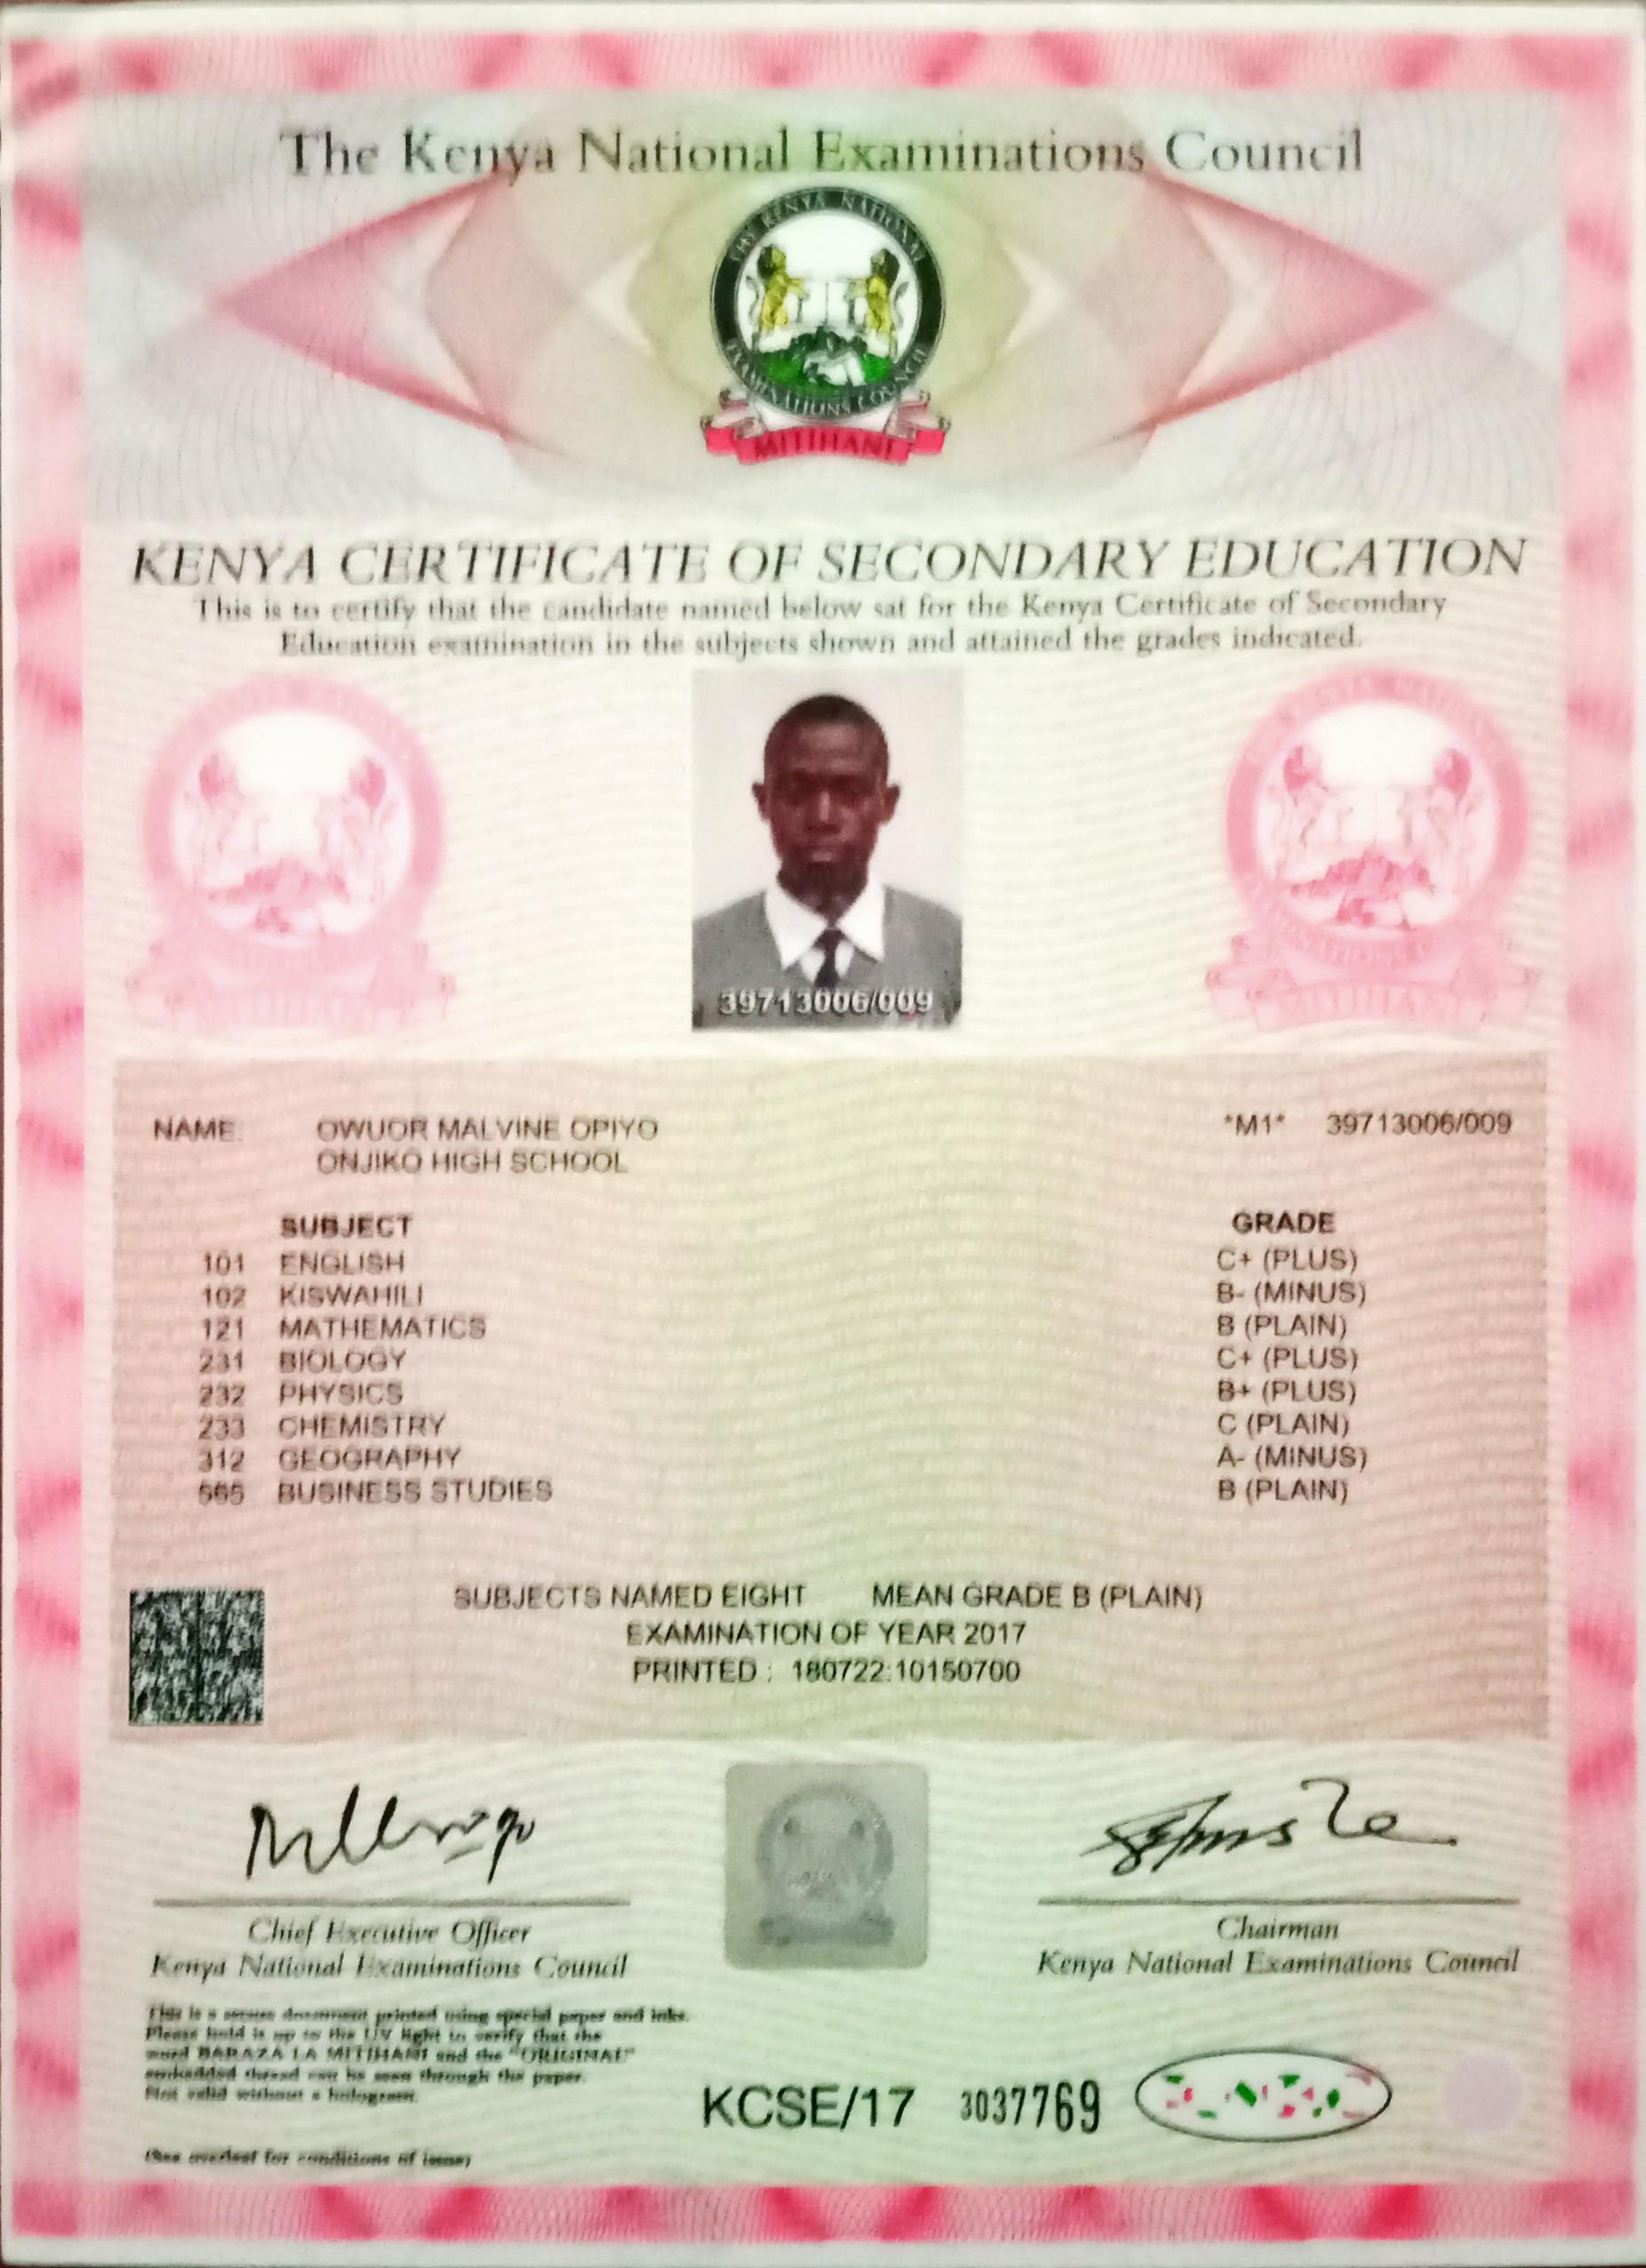 The Kenya National Examinations Council
THE KENYA NATIONAL
EXAMINATIONS COUNCIL
MITIHANI
KENYA CERTIFICATE OF SECONDARY EDUCATION
This is to certify that the candidate named below sat for the Kenya Certificate of Secondary
Education examination in the subjects shown and attained the grades indicated.
39713006/009
NAME OWUOR MALVINE OPIYO *M1* 39713006/009
ONJIKO HIGH SCHOOL
SUBJECT GRADE
101 ENGLISH C+ (PLUS)
102 KISWAHILI B- (MINUS)
121 MATHEMATICS B (PLAIN)
231 BIOLOGY C+ (PLUS)
232 PHYSICS B+ (PLUS)
233 CHEMISTRY C (PLAIN)
312 GEOGRAPHY A- (MINUS)
565 BUSINESS STUDIES B (PLAIN)
SUBJECTS NAMED EIGHT MEAN GRADE B (PLAIN)
EXAMINATION OF YEAR 2017
PRINTED : 180722:10150700
Chief Executive Officer
Kenya National Examinations Council
Chairman
Kenya National Examinations Council
This is a secure document printed using special paper and inks.
Please hold it up to the UV light to verify that the
word BARAZA LA MITIHANI and the "ORIGINAL"
embedded thread can be seen through the paper.
Not valid without a hologram.
KCSE/17 3037769
(See overleaf for conditions of issue)